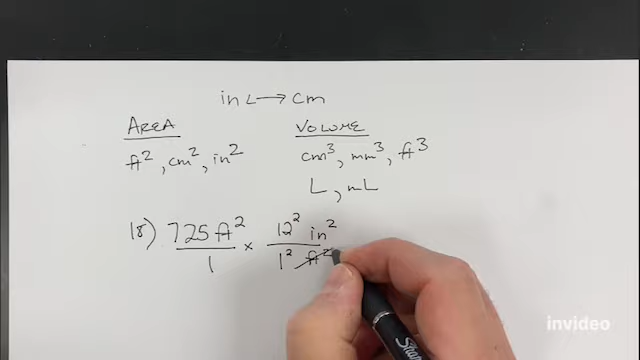 in L→ cm
AREA
VOLUME
ft², cm², in²
cm³, mm³, ft³
L, mL
18) 725 ft² × 12² in²
1 1² ft²
Sharpie
invideo